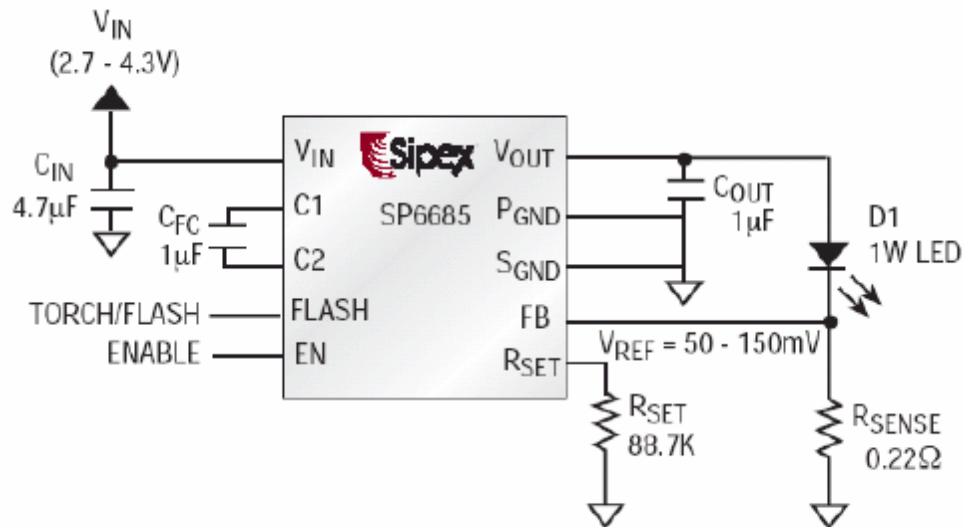 VIN
(2.7 - 4.3V)
CIN
4.7µF
CFC
1µF
TORCH/FLASH
ENABLE
VIN
C1
C2
FLASH
EN
Sipex
SP6685
VOUT
PGND
SGND
FB
RSET
COUT
1µF
D1
1W LED
VREF = 50 - 150mV
RSET
88.7K
RSENSE
0.22Ω